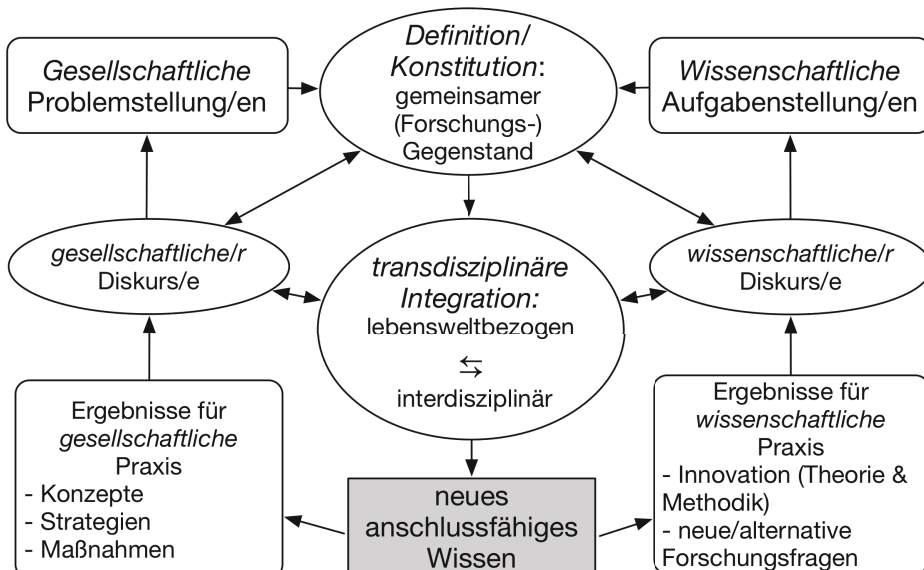 Gesellschaftliche
Problemstellung/en
Definition/
Konstitution:
gemeinsamer
(Forschungs-)
Gegenstand
Wissenschaftliche
Aufgabenstellung/en
gesellschaftliche/r
Diskurs/e
transdisziplinäre
Integration:
lebensweltbezogen
⇆
interdisziplinär
wissenschaftliche/r
Diskurs/e
Ergebnisse für
gesellschaftliche
Praxis
- Konzepte
- Strategien
- Maßnahmen
neues
anschlussfähiges
Wissen
Ergebnisse für
wissenschaftliche
Praxis
- Innovation (Theorie &
Methodik)
- neue/alternative
Forschungsfragen